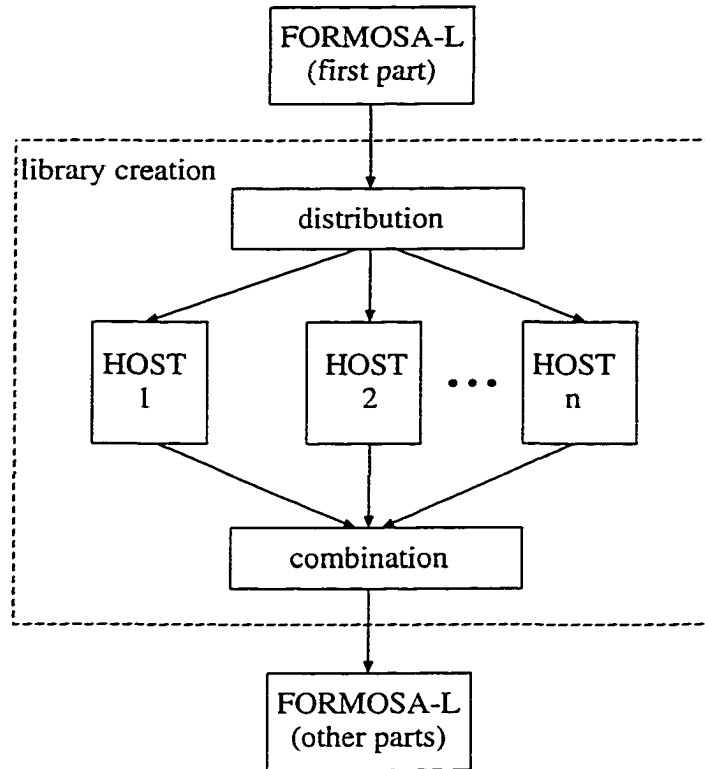 FORMOSA-L
(first part)
library creation
distribution
HOST
1
HOST
2
HOST
n
combination
FORMOSA-L
(other parts)